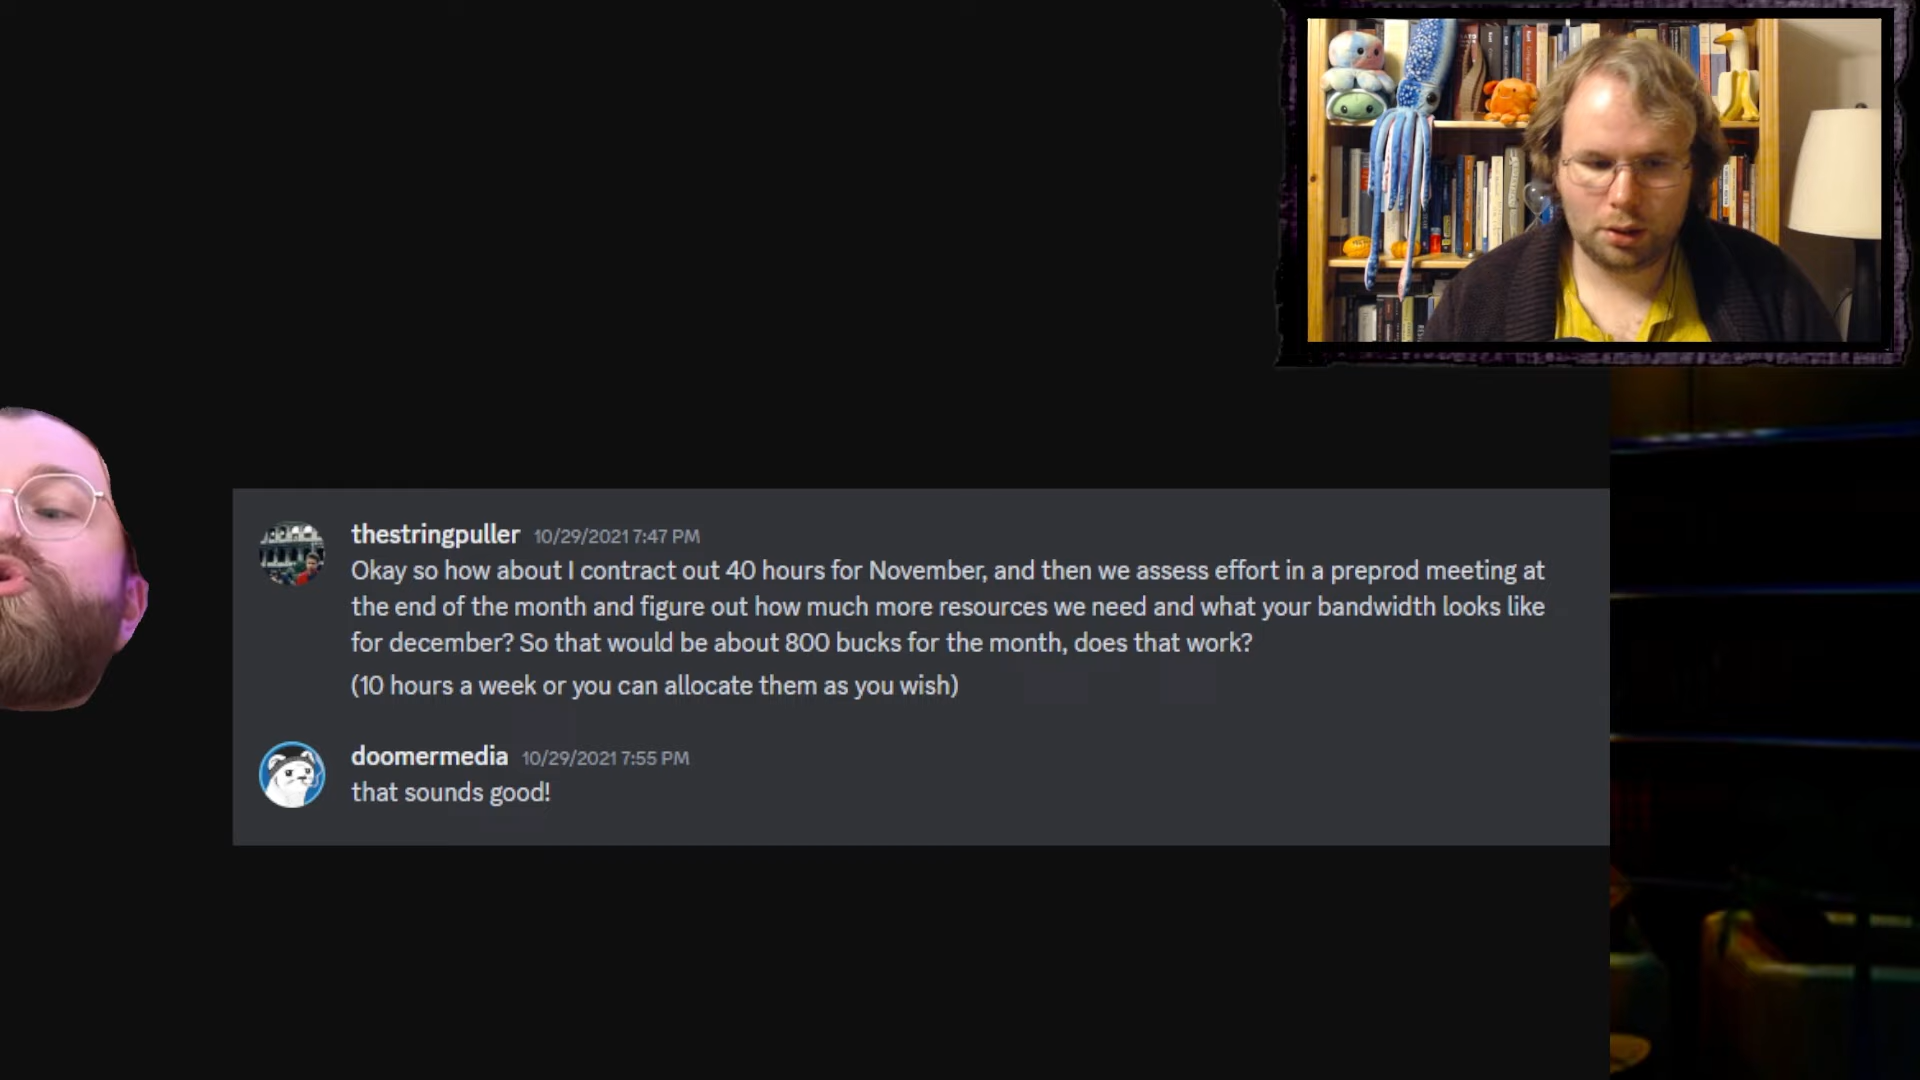 thestringpuller 10/29/2021 7:47 PM
Okay so how about I contract out 40 hours for November, and then we assess effort in a preprod meeting at
the end of the month and figure out how much more resources we need and what your bandwidth looks like
for december? So that would be about 800 bucks for the month, does that work?
(10 hours a week or you can allocate them as you wish)
doomermedia 10/29/2021 7:55 PM
that sounds good!